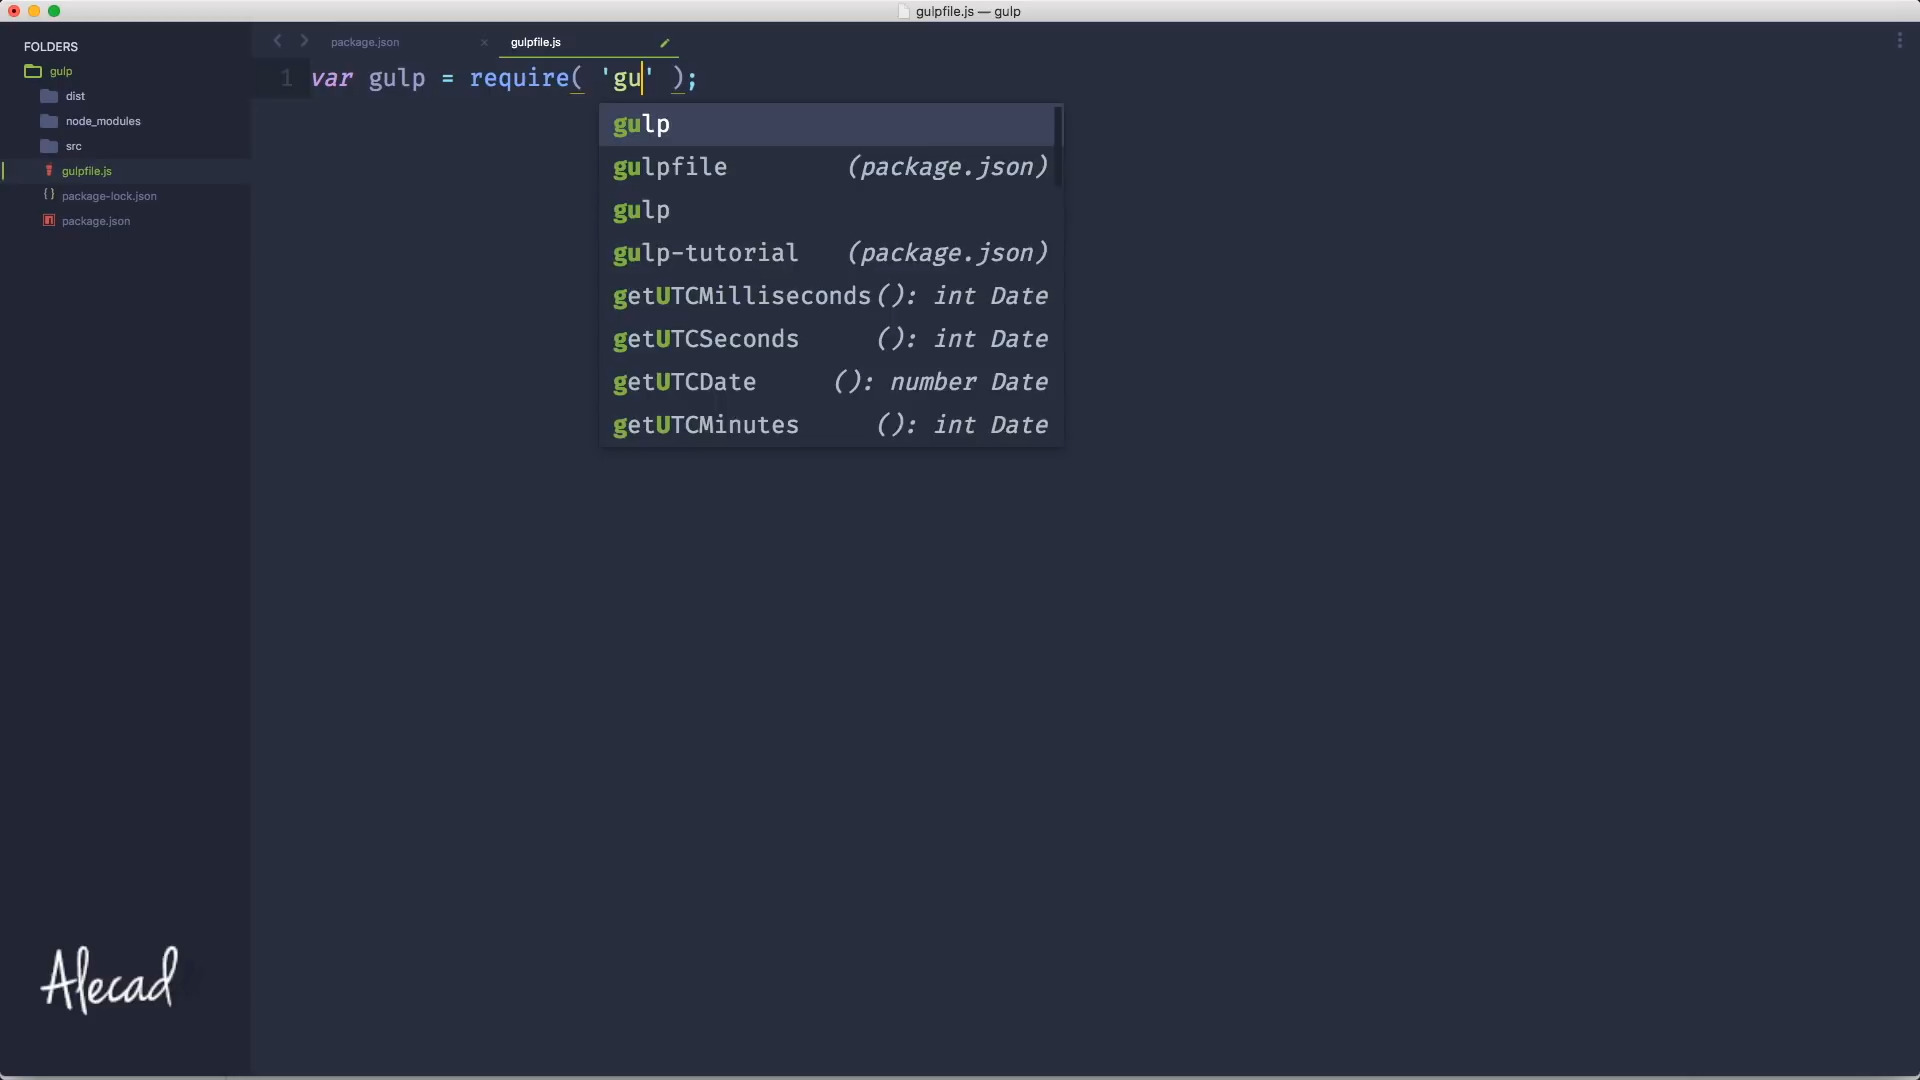 gulpfile.js — gulp
FOLDERS
gulp
dist
node_modules
src
gulpfile.js
package-lock.json
package.json
package.json
gulpfile.js
1 var gulp = require( 'gu' );
gulp
gulpfile (package.json)
gulp
gulp-tutorial (package.json)
getUTCMilliseconds(): int Date
getUTCSeconds (): int Date
getUTCDate (): number Date
getUTCMinutes (): int Date
Alecad